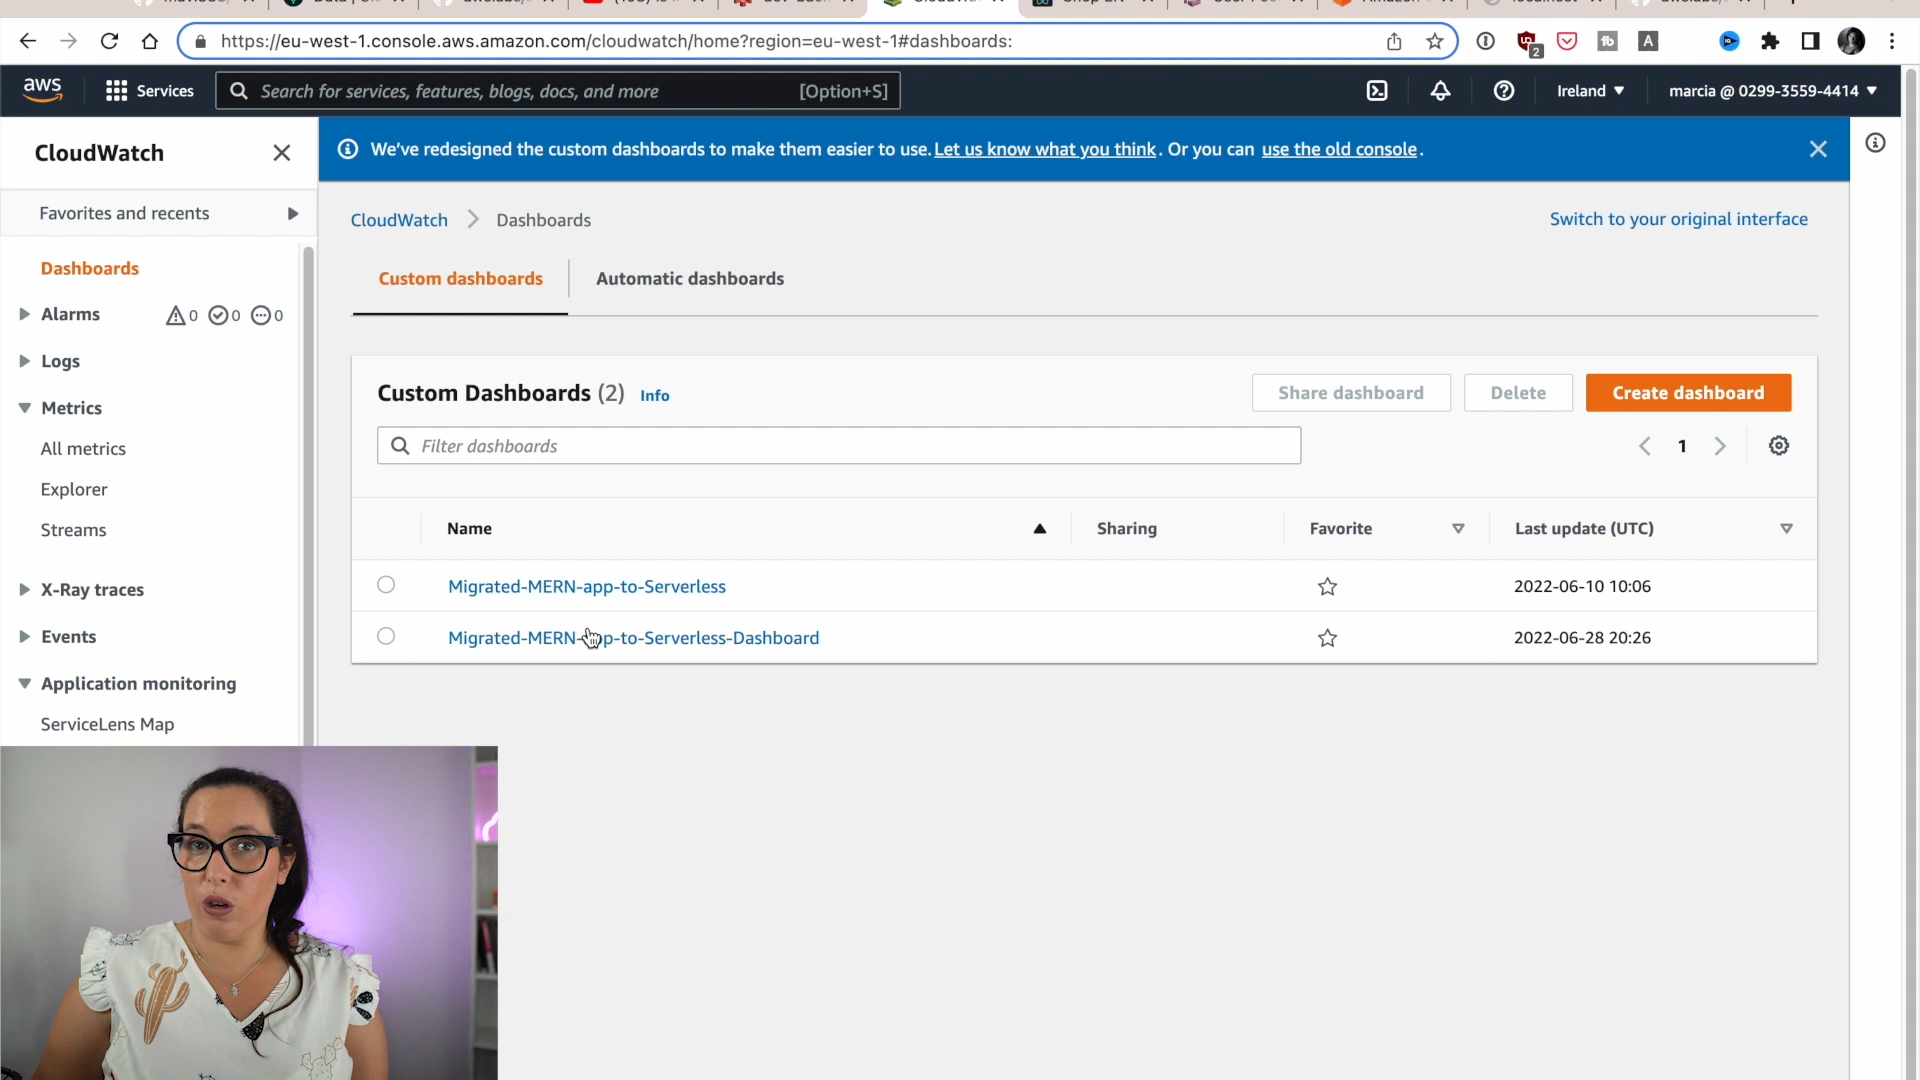 https://eu-west-1.console.aws.amazon.com/cloudwatch/home?region=eu-west-1#dashboards:
2
aws
Services
Search for services, features, blogs, docs, and more
[Option+S]
Ireland ▼
marcia @ 0299-3559-4414 ▼
CloudWatch
We've redesigned the custom dashboards to make them easier to use. Let us know what you think. Or you can use the old console.
Favorites and recents
CloudWatch > Dashboards
Switch to your original interface
Dashboards
Custom dashboards
Automatic dashboards
Alarms
0 0 0
Logs
Custom Dashboards (2) Info
Share dashboard
Delete
Create dashboard
Metrics
All metrics
Filter dashboards
1
Explorer
Streams
Name
Sharing
Favorite
Last update (UTC)
X-Ray traces
Migrated-MERN-app-to-Serverless
2022-06-10 10:06
Events
Migrated-MERN-app-to-Serverless-Dashboard
2022-06-28 20:26
Application monitoring
ServiceLens Map